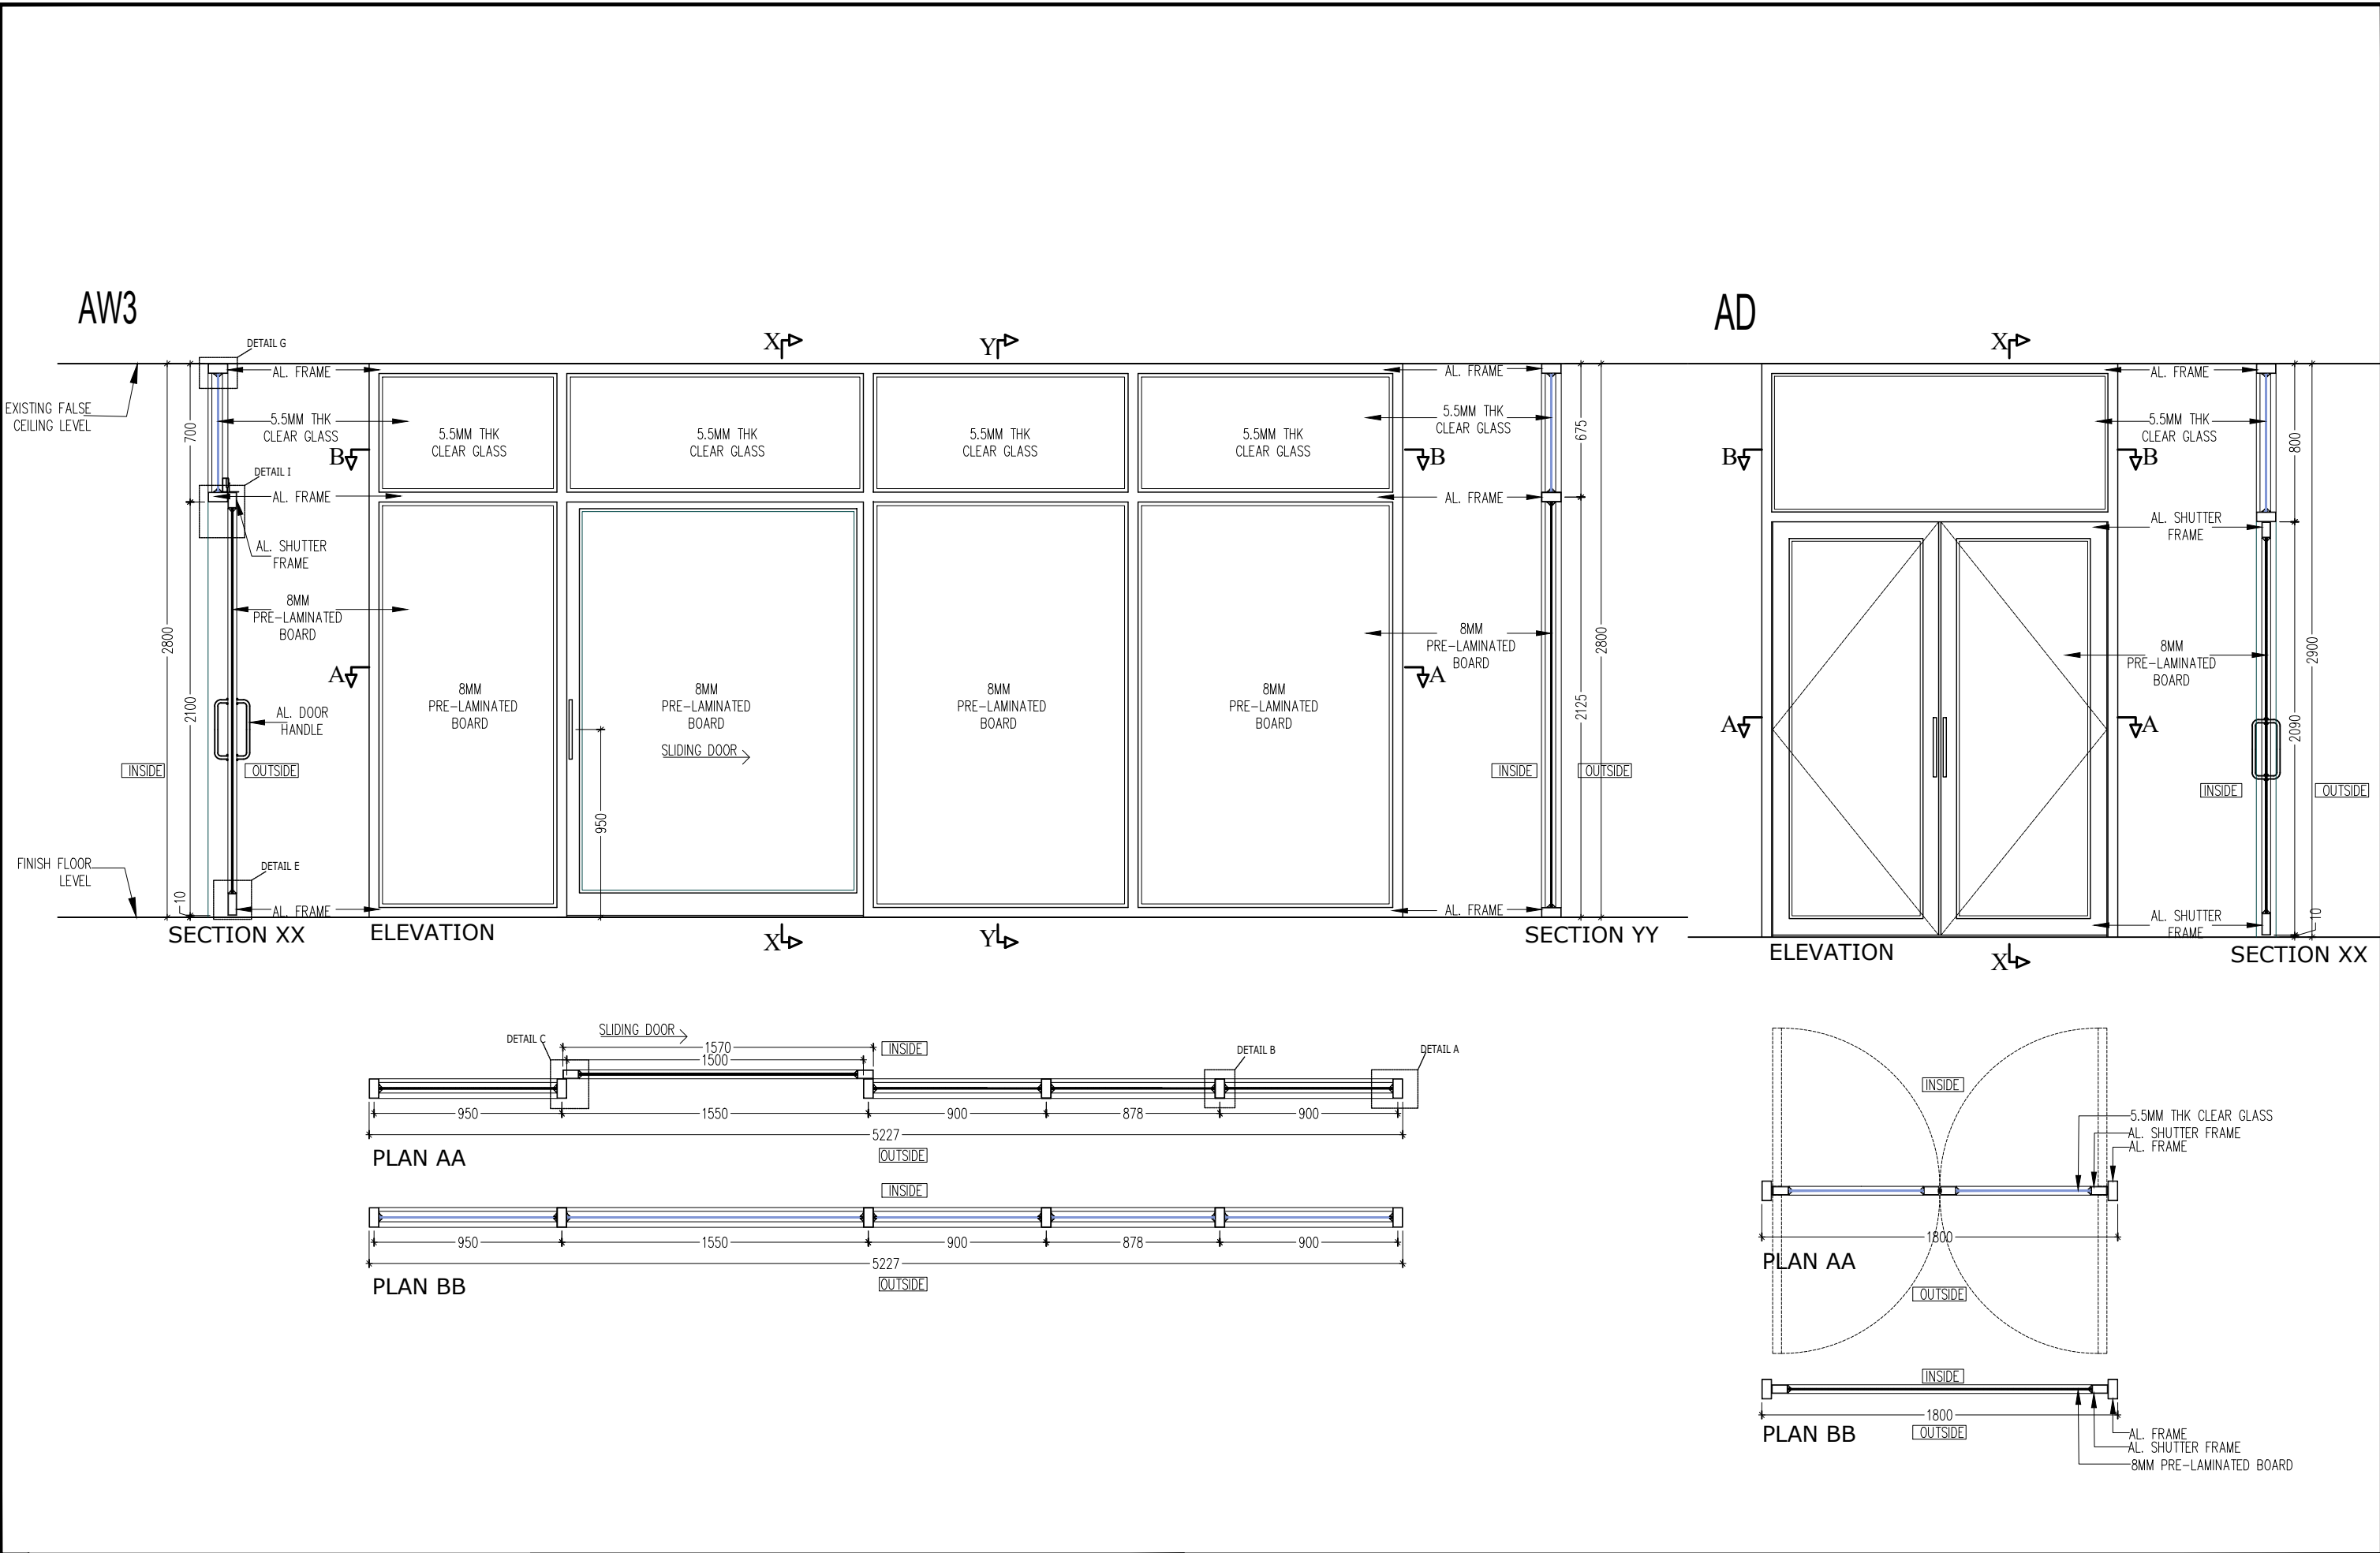 AW3
AD
DETAIL G
X
Y
X
AL. FRAME
AL. FRAME
AL. FRAME
EXISTING FALSE
CEILING LEVEL
700
5.5MM THK
CLEAR GLASS
5.5MM THK
CLEAR GLASS
5.5MM THK
CLEAR GLASS
5.5MM THK
CLEAR GLASS
5.5MM THK
CLEAR GLASS
5.5MM THK
CLEAR GLASS
675
5.5MM THK
CLEAR GLASS
800
B
B
B
B
DETAIL I
AL. FRAME
AL. FRAME
AL. SHUTTER
FRAME
AL. SHUTTER
FRAME
8MM
PRE-LAMINATED
BOARD
2800
2100
8MM
PRE-LAMINATED
BOARD
2800
2125
8MM
PRE-LAMINATED
BOARD
2900
2090
A
A
A
A
8MM
PRE-LAMINATED
BOARD
8MM
PRE-LAMINATED
BOARD
8MM
PRE-LAMINATED
BOARD
8MM
PRE-LAMINATED
BOARD
AL. DOOR
HANDLE
SLIDING DOOR
INSIDE
OUTSIDE
INSIDE
OUTSIDE
INSIDE
OUTSIDE
950
FINISH FLOOR
LEVEL
DETAIL E
10
AL. FRAME
AL. FRAME
AL. SHUTTER
FRAME
10
SECTION XX
ELEVATION
X
Y
SECTION YY
ELEVATION
X
SECTION XX
SLIDING DOOR
DETAIL C
1570
1500
INSIDE
DETAIL B
DETAIL A
950
1550
900
878
900
5227
PLAN AA
OUTSIDE
INSIDE
950
1550
900
878
900
5227
PLAN BB
OUTSIDE
INSIDE
5.5MM THK CLEAR GLASS
AL. SHUTTER FRAME
AL. FRAME
1800
PLAN AA
OUTSIDE
INSIDE
1800
PLAN BB
OUTSIDE
AL. FRAME
AL. SHUTTER FRAME
8MM PRE-LAMINATED BOARD